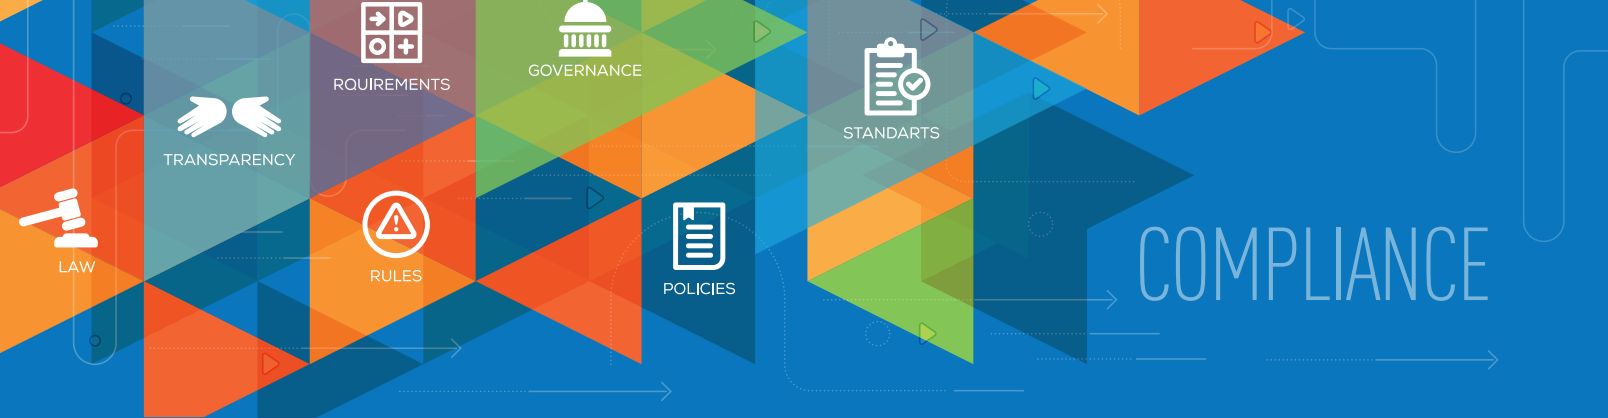 RQUIREMENTS
GOVERNANCE
TRANSPARENCY
STANDARTS
LAW
RULES
POLICIES
COMPLIANCE